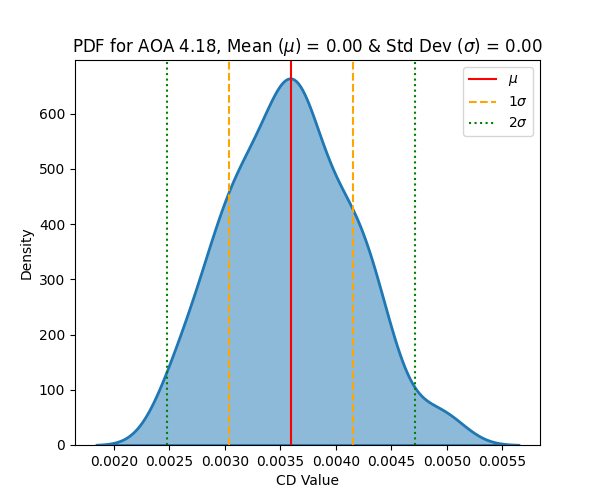 PDF for AOA 4.18, Mean (μ) = 0.00 & Std Dev (σ) = 0.00
μ
1σ
2σ
Density
600
500
400
300
200
100
0
0.0020 0.0025 0.0030 0.0035 0.0040 0.0045 0.0050 0.0055
CD Value